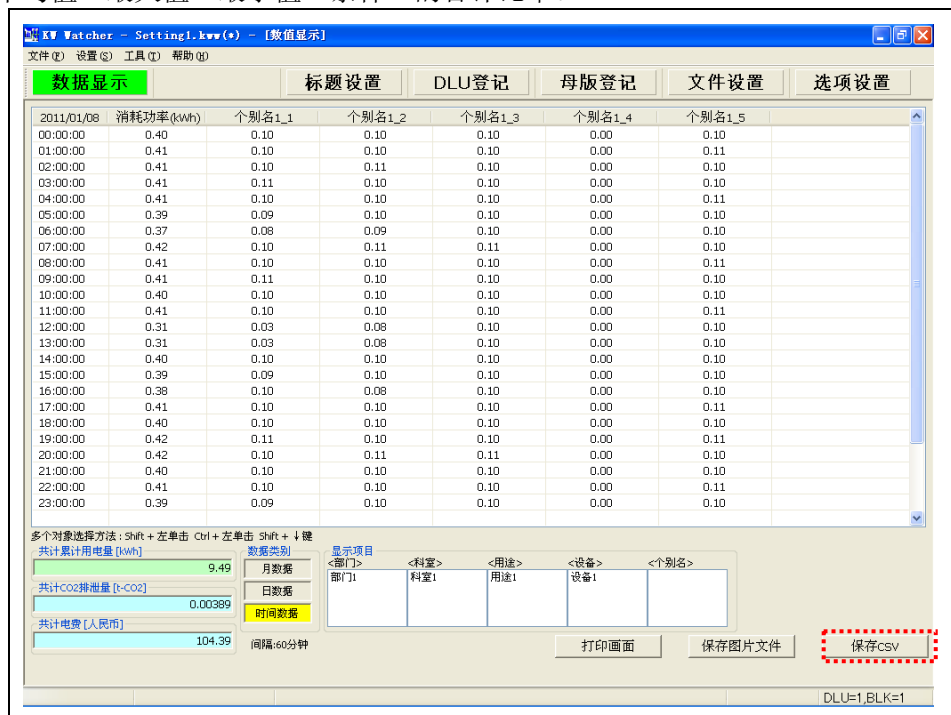 KW Watcher - Setting1.kww(*) - [数值显示]
文件(F) 设置(S) 工具(T) 帮助(H)
数据显示 标题设置 DLU登记 母版登记 文件设置 选项设置
2011/01/08 消耗功率(kWh) 个别名1_1 个别名1_2 个别名1_3 个别名1_4 个别名1_5
00:00:00 0.40 0.10 0.10 0.10 0.00 0.10
01:00:00 0.41 0.10 0.10 0.10 0.00 0.11
02:00:00 0.41 0.10 0.11 0.10 0.00 0.10
03:00:00 0.41 0.11 0.10 0.10 0.00 0.10
04:00:00 0.41 0.10 0.10 0.10 0.00 0.11
05:00:00 0.39 0.09 0.10 0.10 0.00 0.10
06:00:00 0.37 0.08 0.09 0.10 0.00 0.10
07:00:00 0.42 0.10 0.11 0.11 0.00 0.10
08:00:00 0.41 0.10 0.10 0.10 0.00 0.11
09:00:00 0.41 0.11 0.10 0.10 0.00 0.10
10:00:00 0.40 0.10 0.10 0.10 0.00 0.10
11:00:00 0.41 0.10 0.10 0.10 0.00 0.11
12:00:00 0.31 0.03 0.08 0.10 0.00 0.10
13:00:00 0.31 0.03 0.08 0.10 0.00 0.10
14:00:00 0.40 0.10 0.10 0.10 0.00 0.10
15:00:00 0.39 0.09 0.10 0.10 0.00 0.10
16:00:00 0.38 0.10 0.08 0.10 0.00 0.10
17:00:00 0.41 0.10 0.10 0.10 0.00 0.11
18:00:00 0.40 0.10 0.10 0.10 0.00 0.10
19:00:00 0.42 0.11 0.10 0.10 0.00 0.11
20:00:00 0.42 0.10 0.11 0.11 0.00 0.10
21:00:00 0.40 0.10 0.10 0.10 0.00 0.10
22:00:00 0.41 0.10 0.10 0.10 0.00 0.11
23:00:00 0.39 0.09 0.10 0.10 0.00 0.10
多个对象选择方法 : Shift + 左单击 Ctrl + 左单击 Shift + ↓键
共计累计用电量 [kWh] 数据类别 显示项目
<部门> <科室> <用途> <设备> <个别名>
9.49 月数据 部门1 科室1 用途1 设备1
共计CO2排泄量 [t-CO2] 日数据
0.00389 时间数据
共计电费 [人民币]
104.39 间隔:60分钟 打印画面 保存图片文件 保存CSV
DLU=1,BLK=1